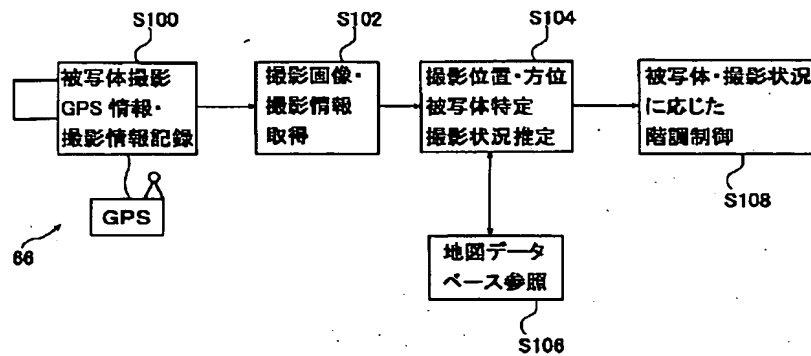 S100
被写体撮影
GPS 情報・
撮影情報記録
GPS
66
S102
撮影画像・
撮影情報
取得
S104
撮影位置・方位
被写体特定
撮影状況推定
地図データ
ベース参照
S106
被写体・撮影状況
に応じた
階調制御
S108